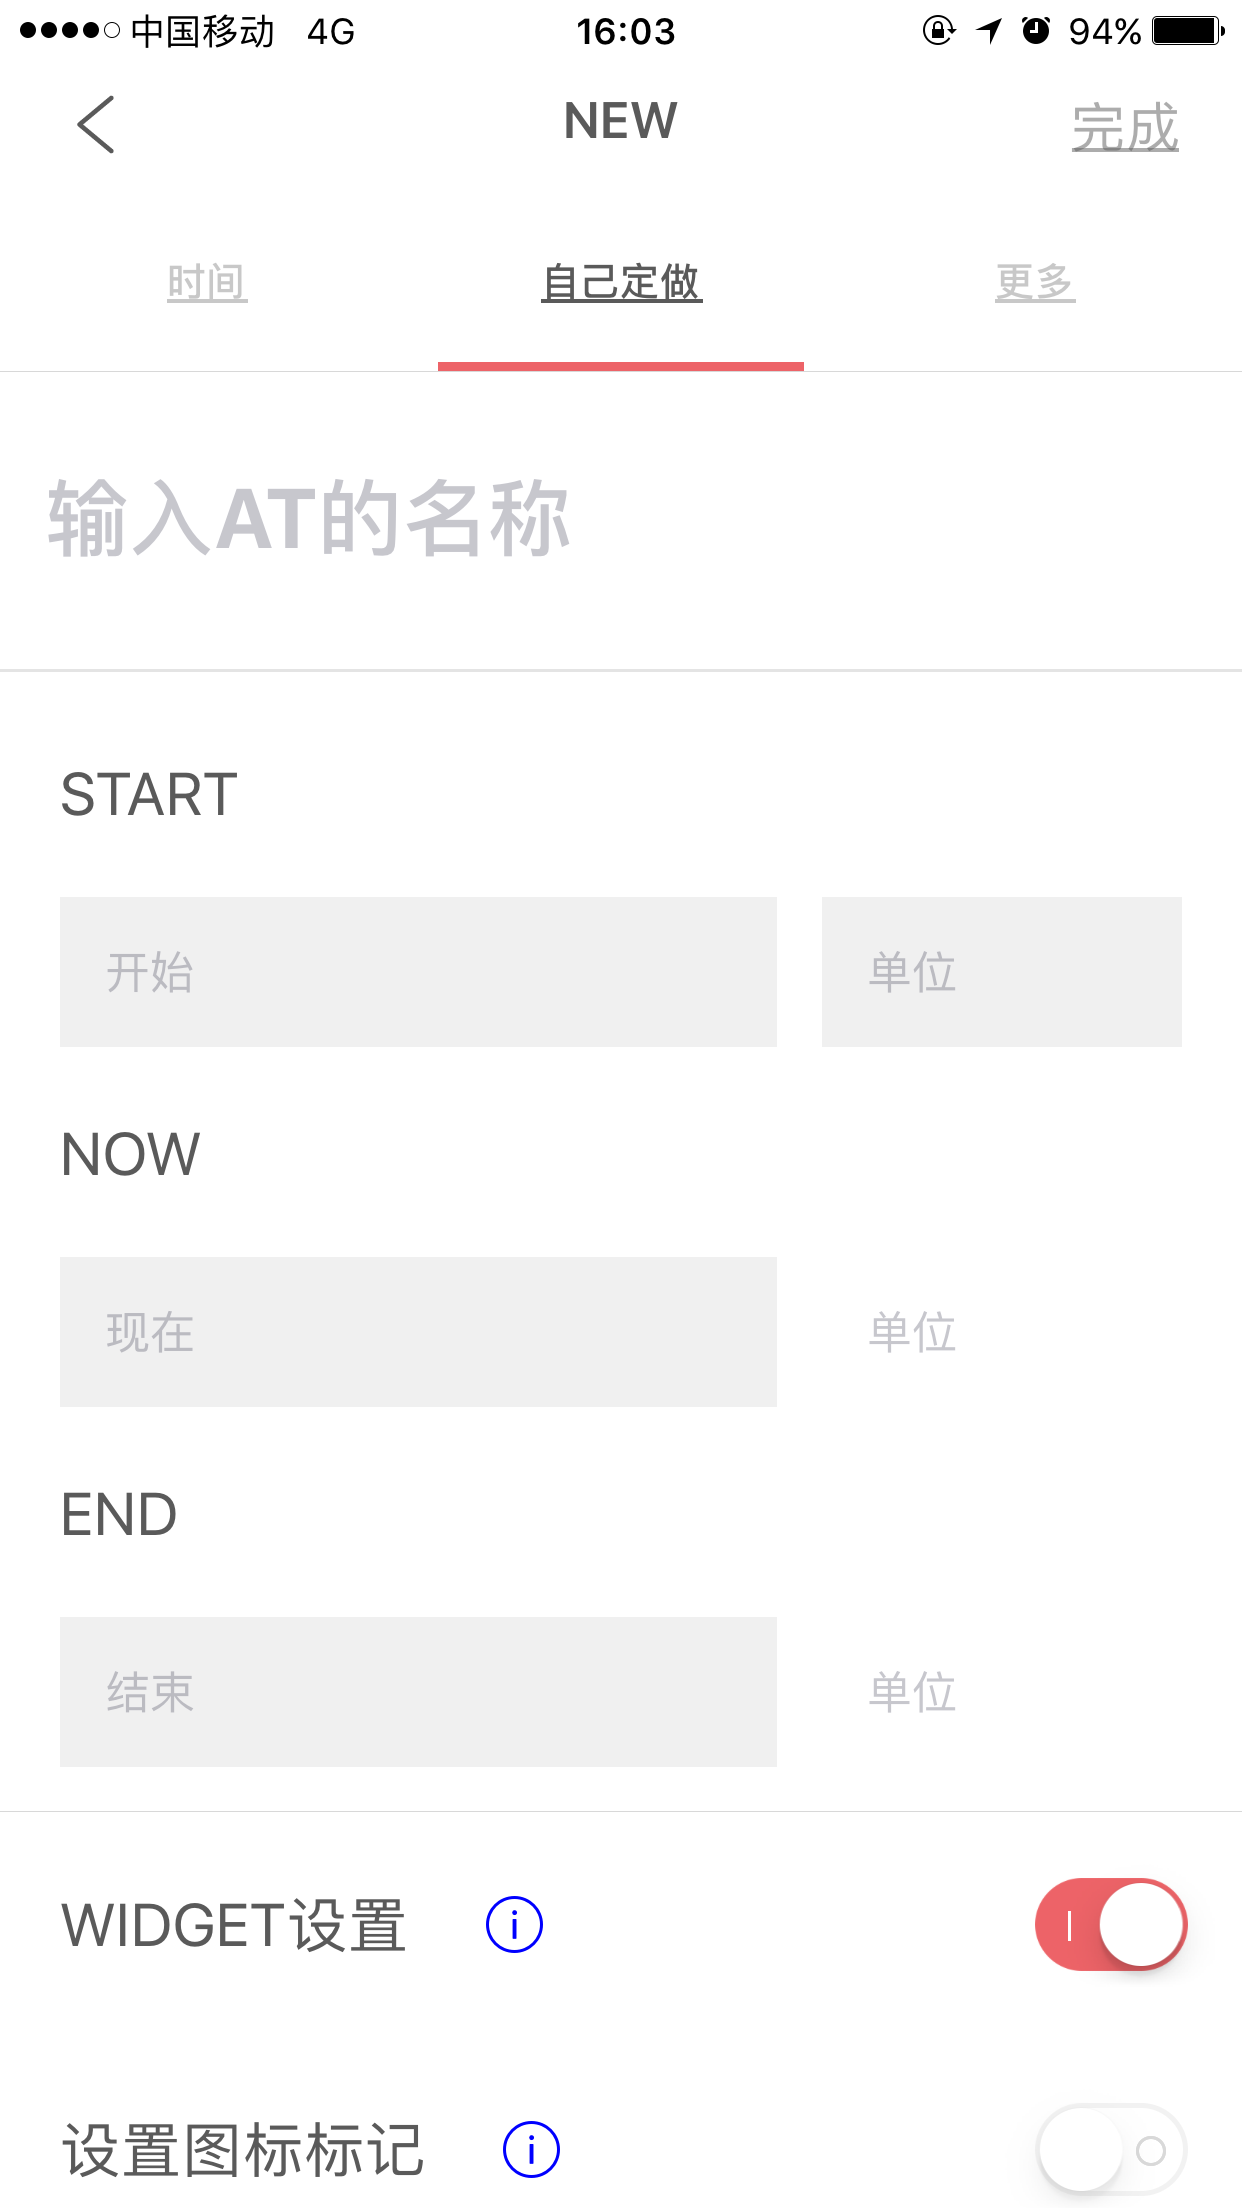 中国移动 4G 16:03 94%
NEW 完成
时间 自己定做 更多
输入AT的名称
START
开始 单位
NOW
现在 单位
END
结束 单位
WIDGET设置
设置图标标记